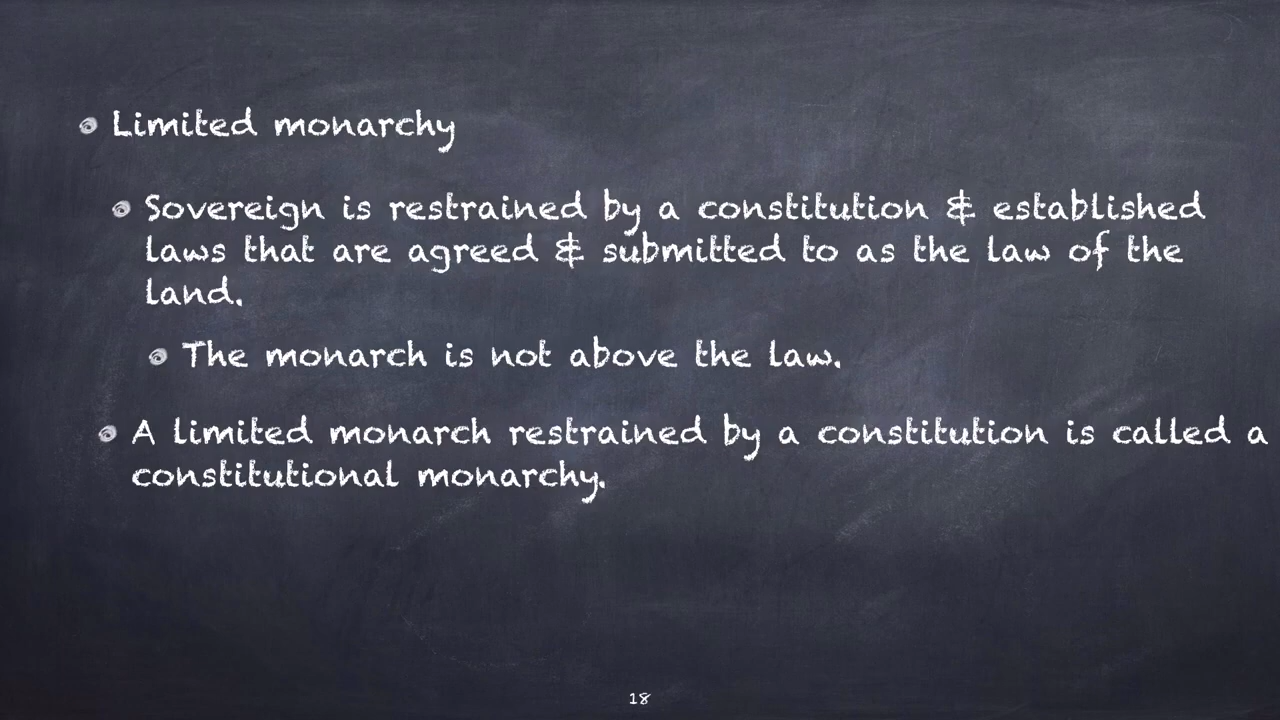 Limited monarchy
Sovereign is restrained by a constitution & established
laws that are agreed & submitted to as the law of the
land.
The monarch is not above the law.
A limited monarch restrained by a constitution is called a
constitutional monarchy.
18